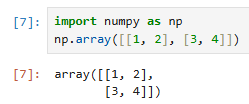 [7]: import numpy as np
np.array([[1, 2], [3, 4]])
[7]: array([[1, 2],
[3, 4]])